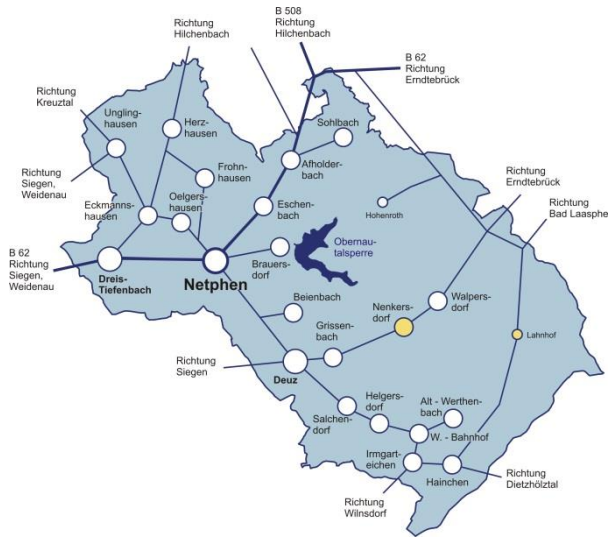 B 508
Richtung
Hilchenbach
Richtung
Hilchenbach
B 62
Richtung
Erndtebrück
Richtung
Kreuztal
Unglinghausen
Herz-
hausen
Sohlbach
Afholder-
bach
Frohn-
hausen
Richtung
Siegen,
Weidenau
Oelgers-
hausen
Eckmanns-
hausen
Eschen-
bach
Hohenroth
Richtung
Erndtebrück
Richtung
Bad Laasphe
B 62
Richtung
Siegen,
Weidenau
Dreis-
Tiefenbach
Netphen
Brauers-
dorf
Obernau-
talsperre
Beienbach
Nenkers-
dorf
Walpers-
dorf
Grissen-
bach
Lahnhof
Richtung
Siegen
Deuz
Salchen-
dorf
Helgers-
dorf
Alt - Werthen-
bach
W. - Bahnhof
Irmgart-
eichen
Hainchen
Richtung
Wilnsdorf
Richtung
Dietzhölztal